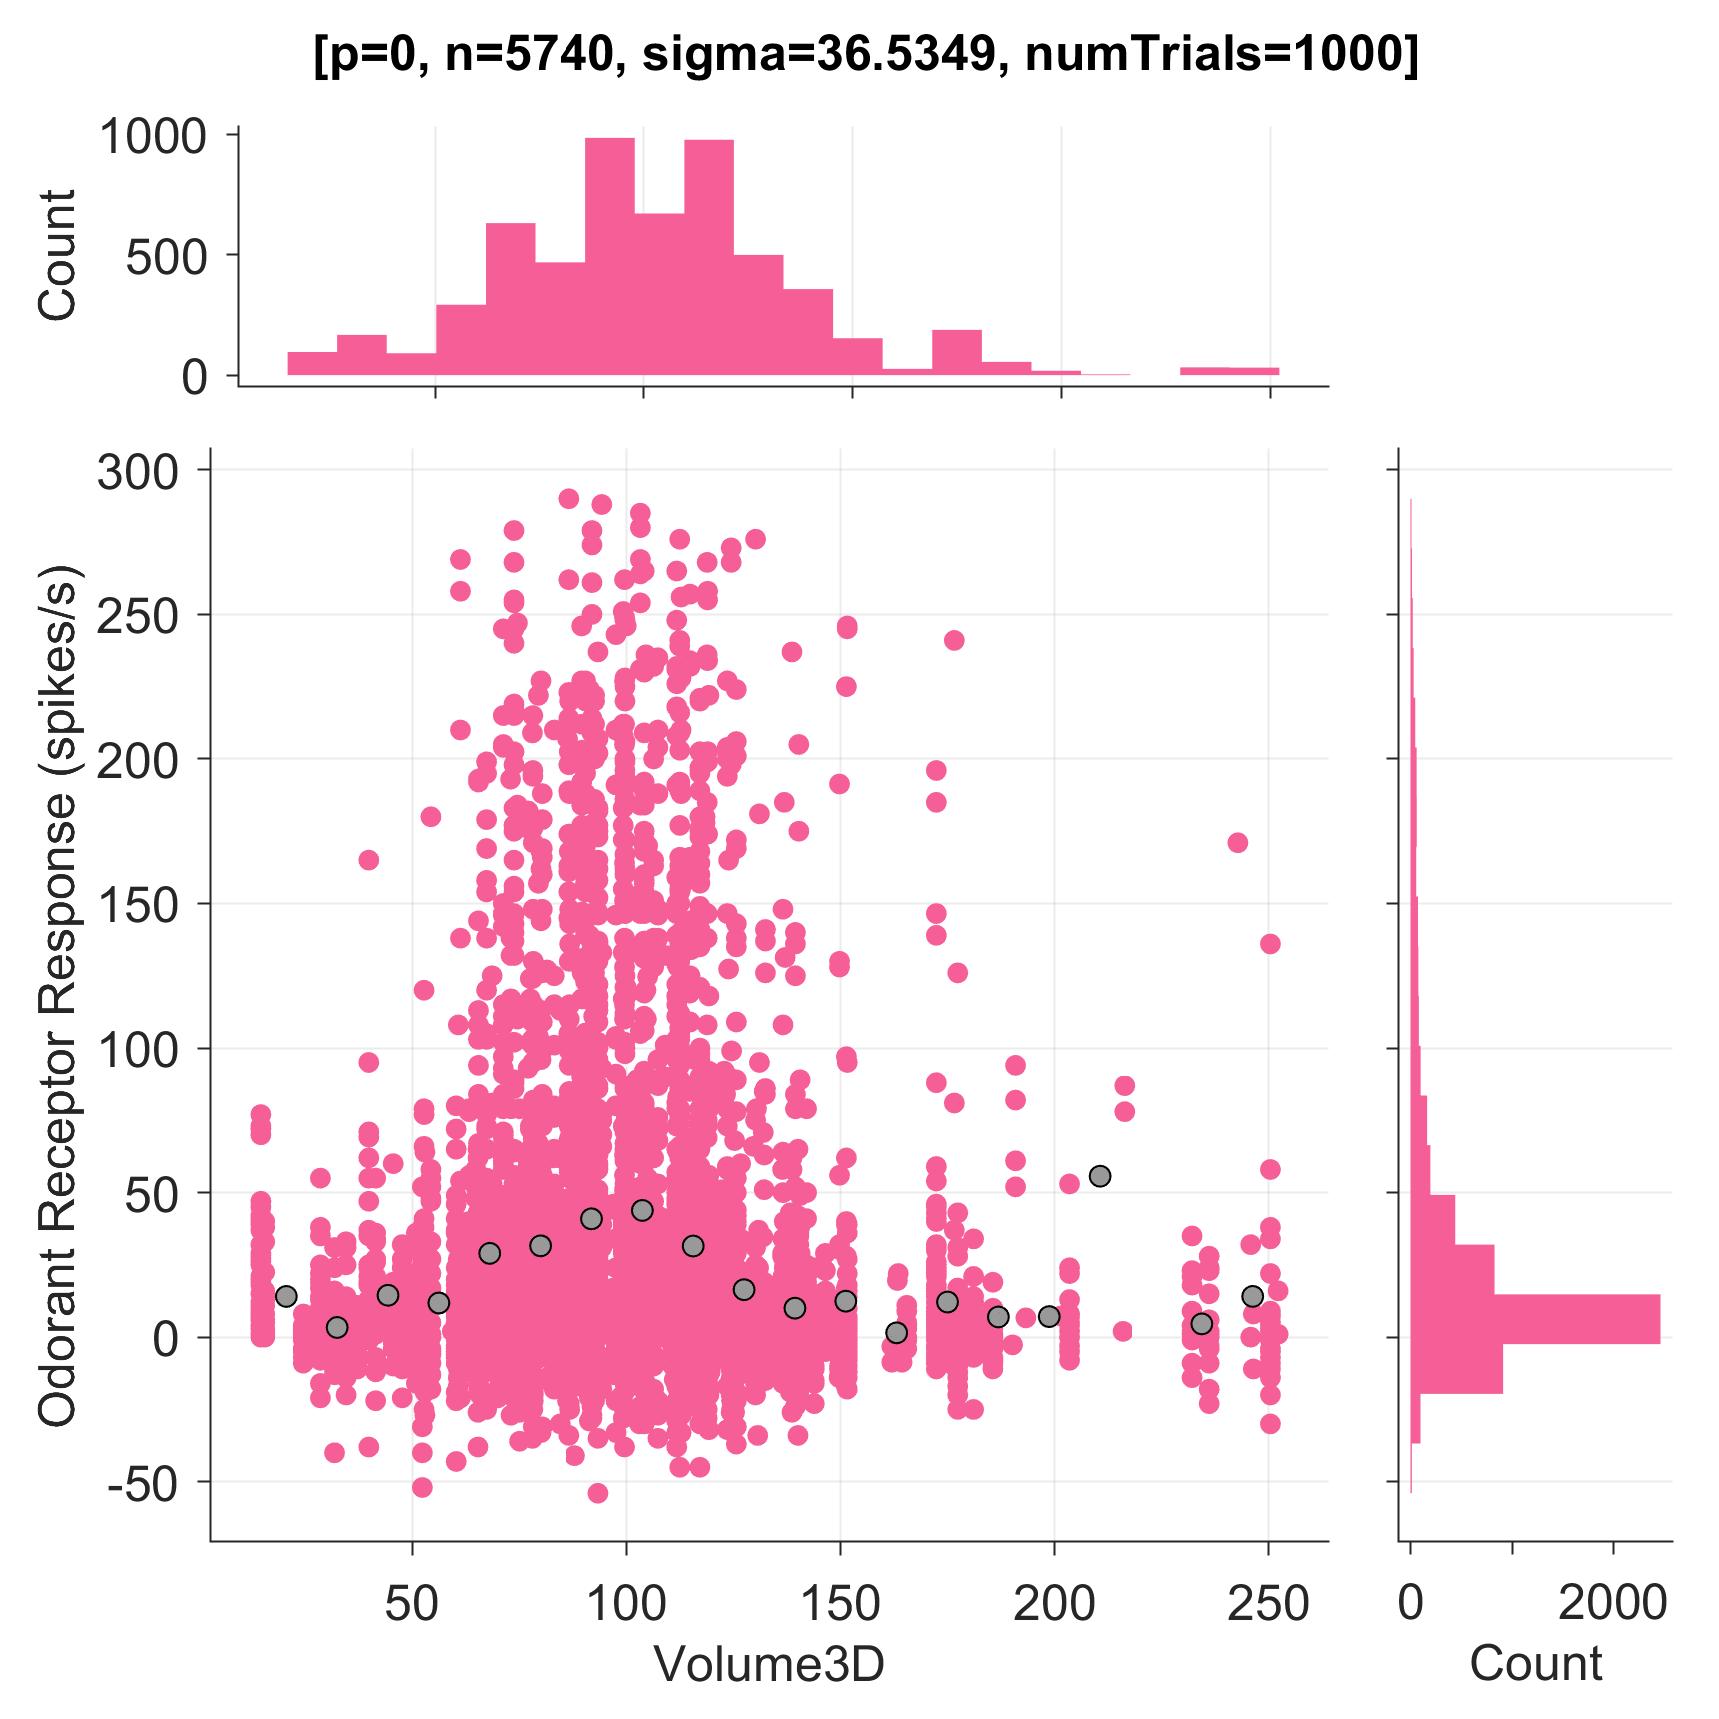 [p=0, n=5740, sigma=36.5349, numTrials=1000]
1000
500
0
Count
300
250
200
150
100
50
0
-50
Odorant Receptor Response (spikes/s)
50 100 150 200 250
Volume3D
0 2000
Count